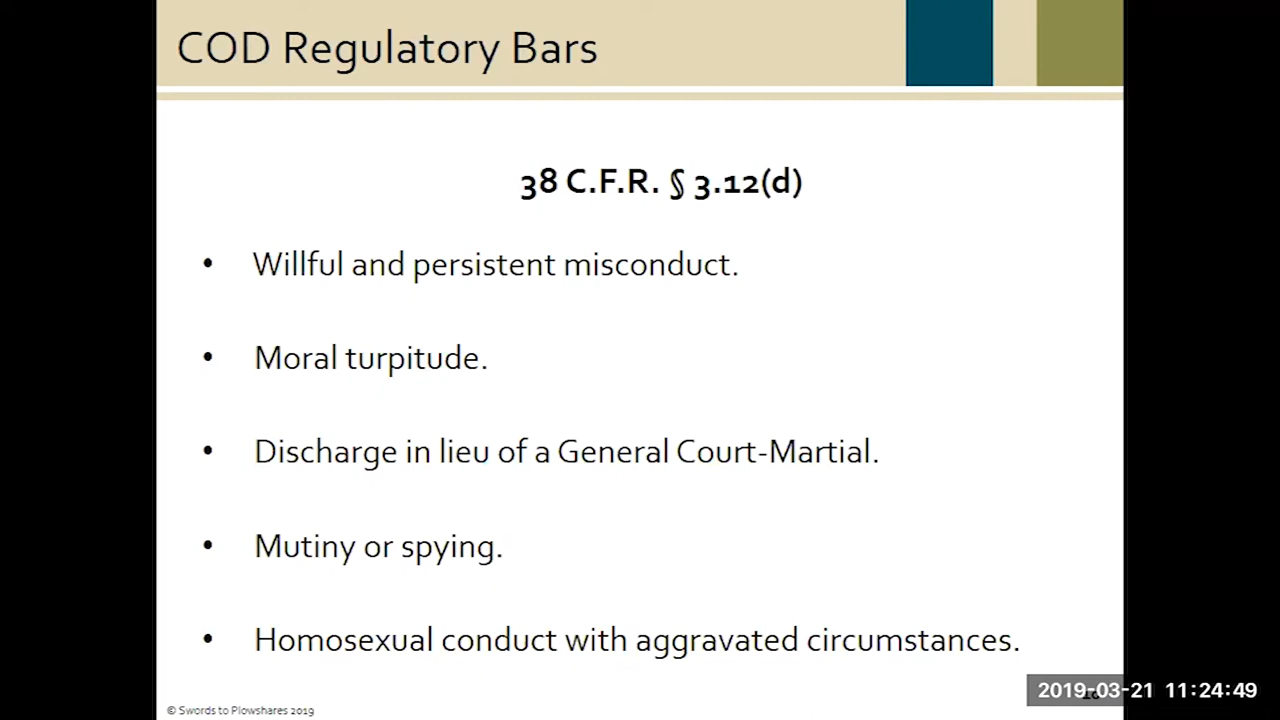 COD Regulatory Bars
38 C.F.R. § 3.12(d)
• Willful and persistent misconduct.
• Moral turpitude.
• Discharge in lieu of a General Court-Martial.
• Mutiny or spying.
• Homosexual conduct with aggravated circumstances.
2019-03-21 11:24:49
© Swords to Plowshares 2019